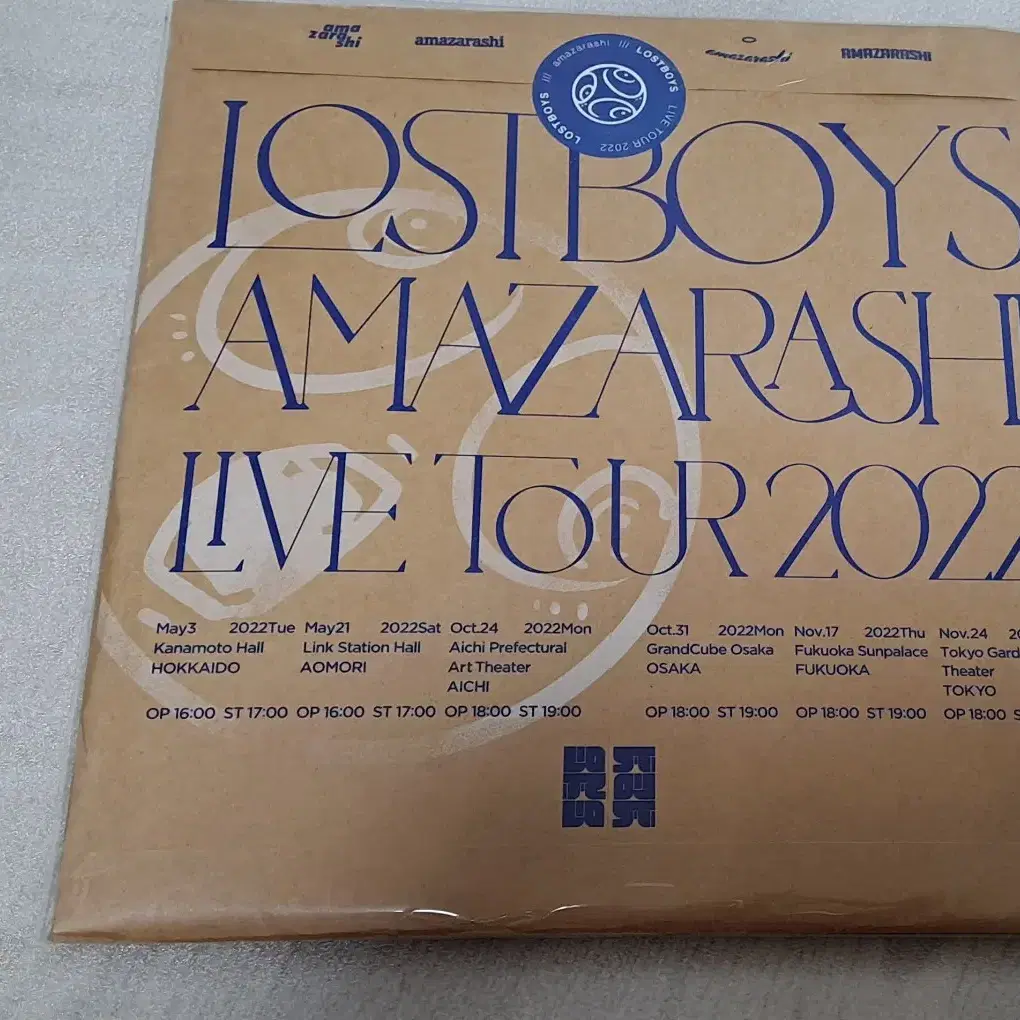 ama
zara
shi
amazarashi
amazarashi
AMAZARASHI
amazarashi /// LOSTBOYS LIVE TOUR 2022 LOSTBOYS ///
LOSTBOYS
AMAZARASHI
LIVE TOUR 2022
May3 2022Tue May21 2022Sat Oct.24 2022Mon Oct.31 2022Mon Nov.17 2022Thu Nov.24
Kanamoto Hall Link Station Hall Aichi Prefectural GrandCube Osaka Fukuoka Sunpalace Tokyo Gard
HOKKAIDO AOMORI Art Theater OSAKA FUKUOKA Theater
AICHI TOKYO
OP 16:00 ST 17:00 OP 16:00 ST 17:00 OP 18:00 ST 19:00 OP 18:00 ST 19:00 OP 18:00 ST 19:00 OP 18:00 S